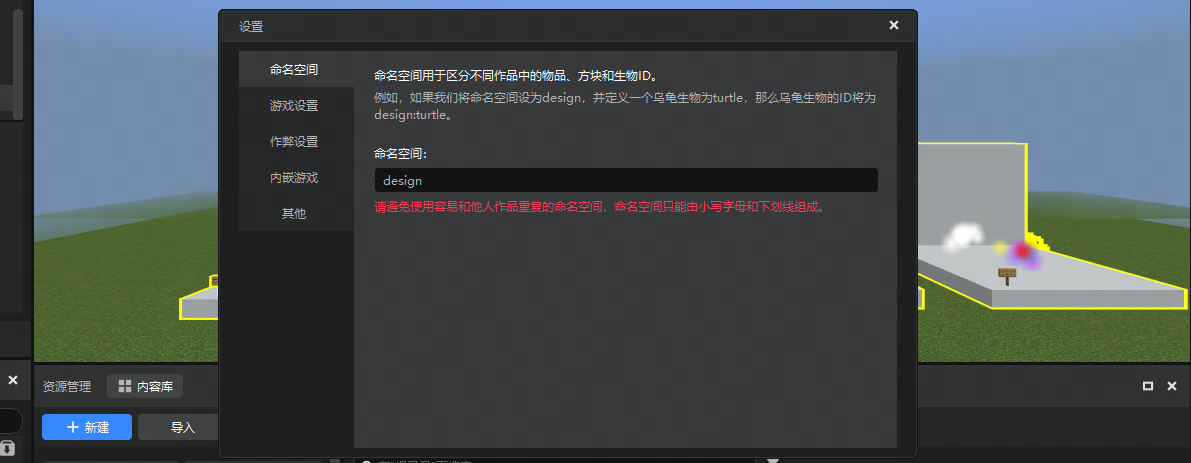 设置
命名空间
游戏设置
作弊设置
内嵌游戏
其他
命名空间用于区分不同作品中的物品、方块和生物ID。
例如，如果我们将命名空间设为design，并定义一个乌龟生物为turtle，那么乌龟生物的ID将为
design:turtle。
命名空间：
design
请避免使用容易和他人作品重复的命名空间，命名空间只能由小写字母和下划线组成。
资源管理
内容库
新建
导入